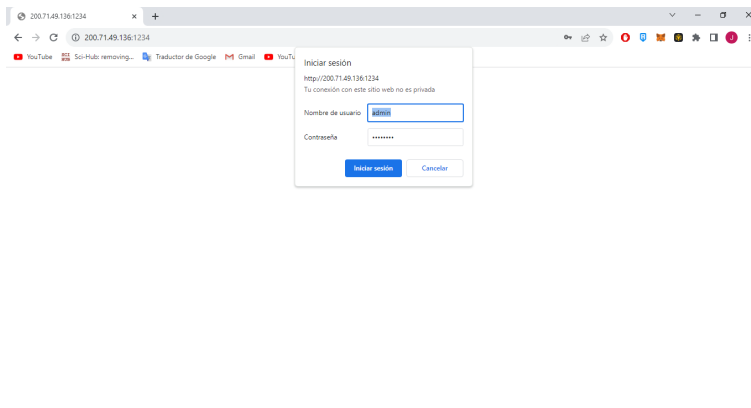 200.71.49.136:1234
200.71.49.136:1234
YouTube SCI HUB Sci-Hub: removing... Traductor de Google Gmail YouTu
Iniciar sesión
http://200.71.49.136:1234
Tu conexión con este sitio web no es privada
Nombre de usuario admin
Contraseña ••••••••
Iniciar sesión Cancelar
J